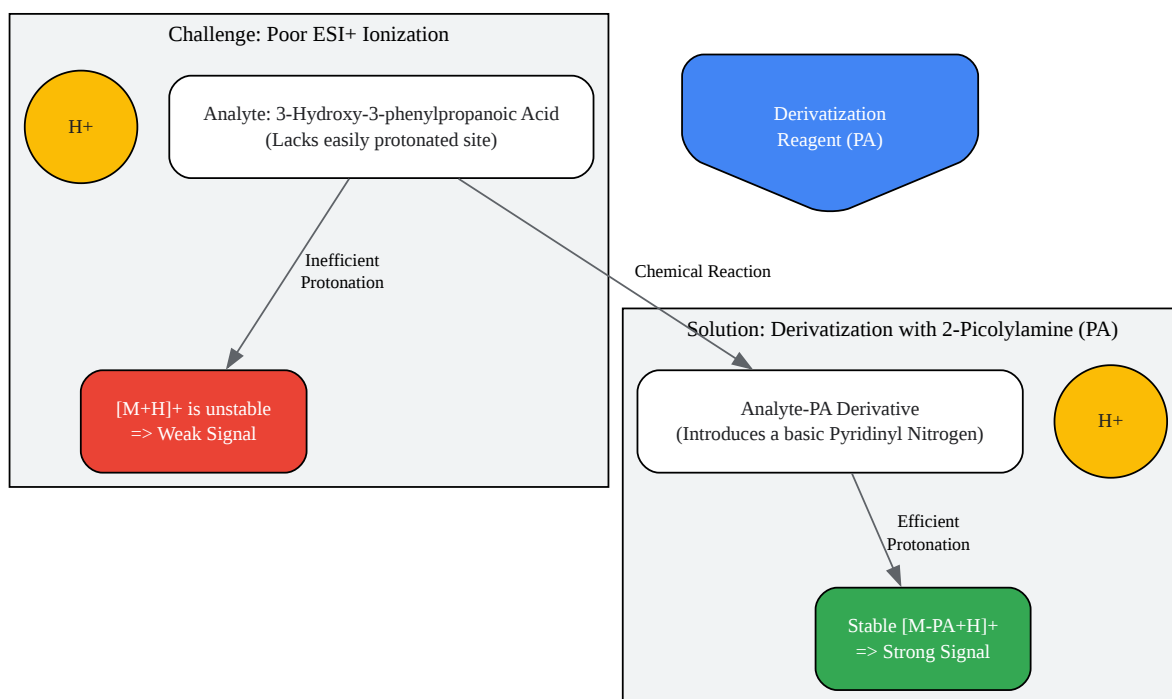 Challenge: Poor ESI+ Ionization
H+
Analyte: 3-Hydroxy-3-phenylpropanoic Acid
(Lacks easily protonated site)
Derivatization
Reagent (PA)
Inefficient
Protonation
Chemical Reaction
[M+H]+ is unstable
=> Weak Signal
Solution: Derivatization with 2-Picolylamine (PA)
Analyte-PA Derivative
(Introduces a basic Pyridinyl Nitrogen)
H+
Efficient
Protonation
Stable [M-PA+H]+
=> Strong Signal